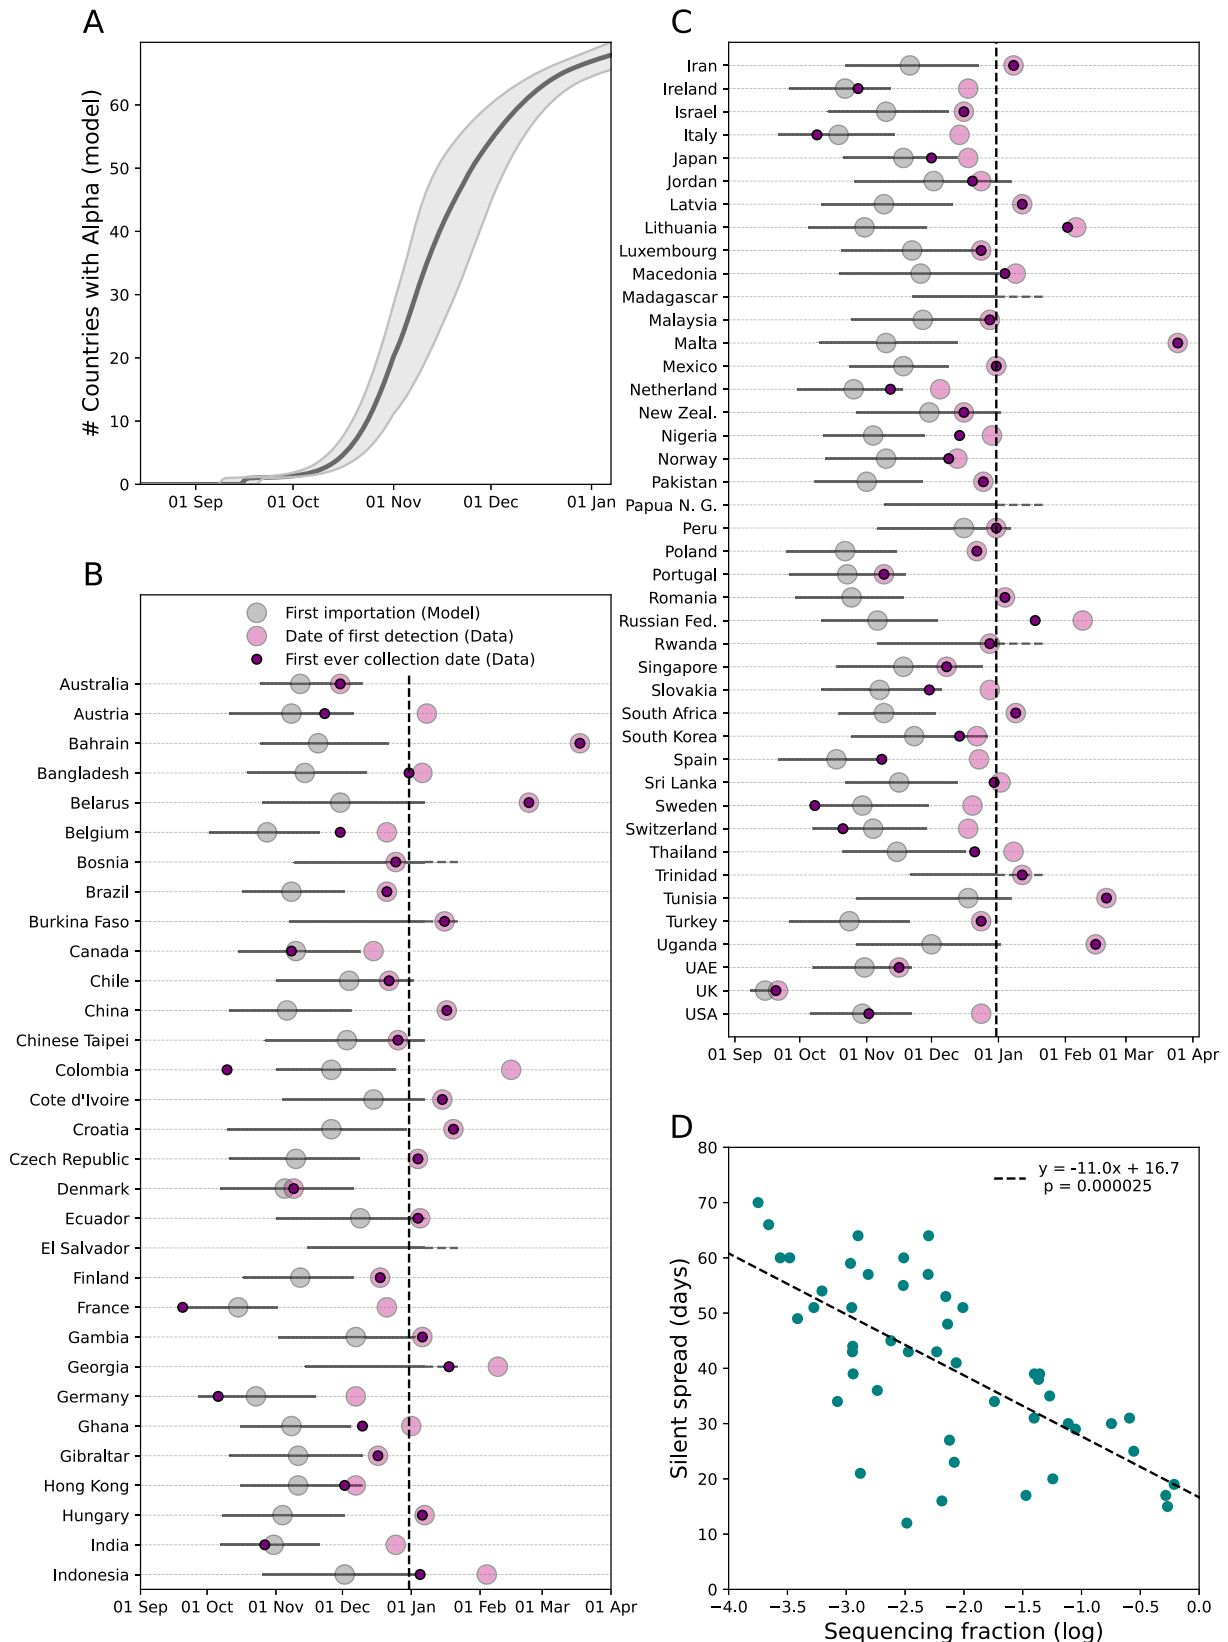 A
# Countries with Alpha (model)
60
50
40
30
20
10
0
01 Sep 01 Oct 01 Nov 01 Dec 01 Jan
B
First importation (Model)
Date of first detection (Data)
First ever collection date (Data)
Australia
Austria
Bahrain
Bangladesh
Belarus
Belgium
Bosnia
Brazil
Burkina Faso
Canada
Chile
China
Chinese Taipei
Colombia
Cote d'Ivoire
Croatia
Czech Republic
Denmark
Ecuador
El Salvador
Finland
France
Gambia
Georgia
Germany
Ghana
Gibraltar
Hong Kong
Hungary
India
Indonesia
01 Sep 01 Oct 01 Nov 01 Dec 01 Jan 01 Feb 01 Mar 01 Apr
C
Iran
Ireland
Israel
Italy
Japan
Jordan
Latvia
Lithuania
Luxembourg
Macedonia
Madagascar
Malaysia
Malta
Mexico
Netherland
New Zeal.
Nigeria
Norway
Pakistan
Papua N. G.
Peru
Poland
Portugal
Romania
Russian Fed.
Rwanda
Singapore
Slovakia
South Africa
South Korea
Spain
Sri Lanka
Sweden
Switzerland
Thailand
Trinidad
Tunisia
Turkey
Uganda
UAE
UK
USA
01 Sep 01 Oct 01 Nov 01 Dec 01 Jan 01 Feb 01 Mar 01 Apr
D
Silent spread (days)
80
70
60
50
40
30
20
10
0
y = -11.0x + 16.7
p = 0.000025
−4.0 −3.5 −3.0 −2.5 −2.0 −1.5 −1.0 −0.5 0.0
Sequencing fraction (log)